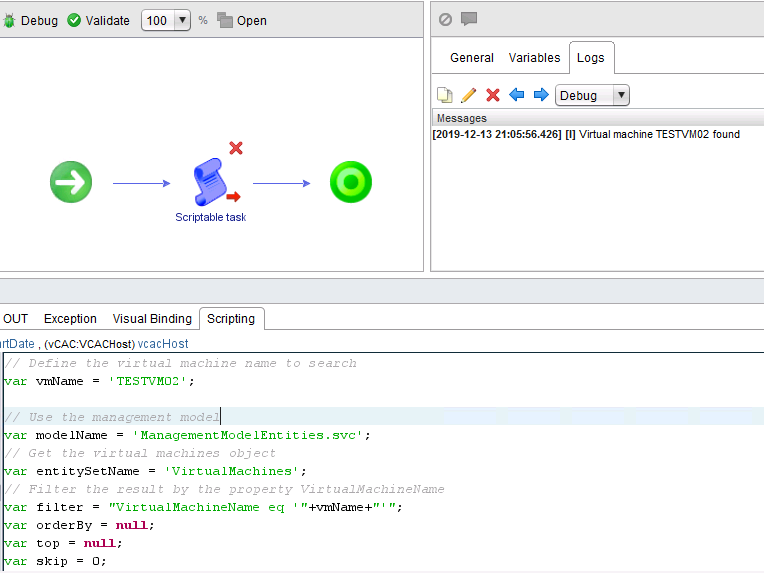 Debug Validate 100 % Open
General Variables Logs
Debug
Messages
[2019-12-13 21:05:56.426] [I] Virtual machine TESTVM02 found
Scriptable task
OUT Exception Visual Binding Scripting
rtDate , (vCAC:VCACHost) vcacHost
// Define the virtual machine name to search
var vmName = 'TESTVM02';
// Use the management model
var modelName = 'ManagementModelEntities.svc';
// Get the virtual machines object
var entitySetName = 'VirtualMachines';
// Filter the result by the property VirtualMachineName
var filter = "VirtualMachineName eq '"+vmName+"'";
var orderBy = null;
var top = null;
var skip = 0;